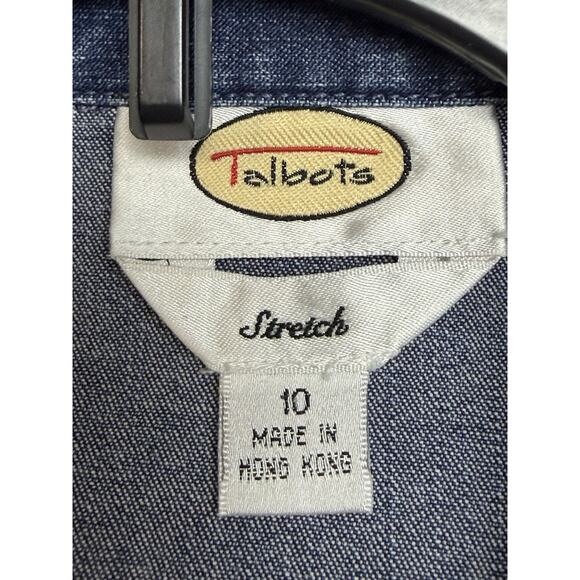 Talbots
Stretch
10
MADE IN
HONG KONG